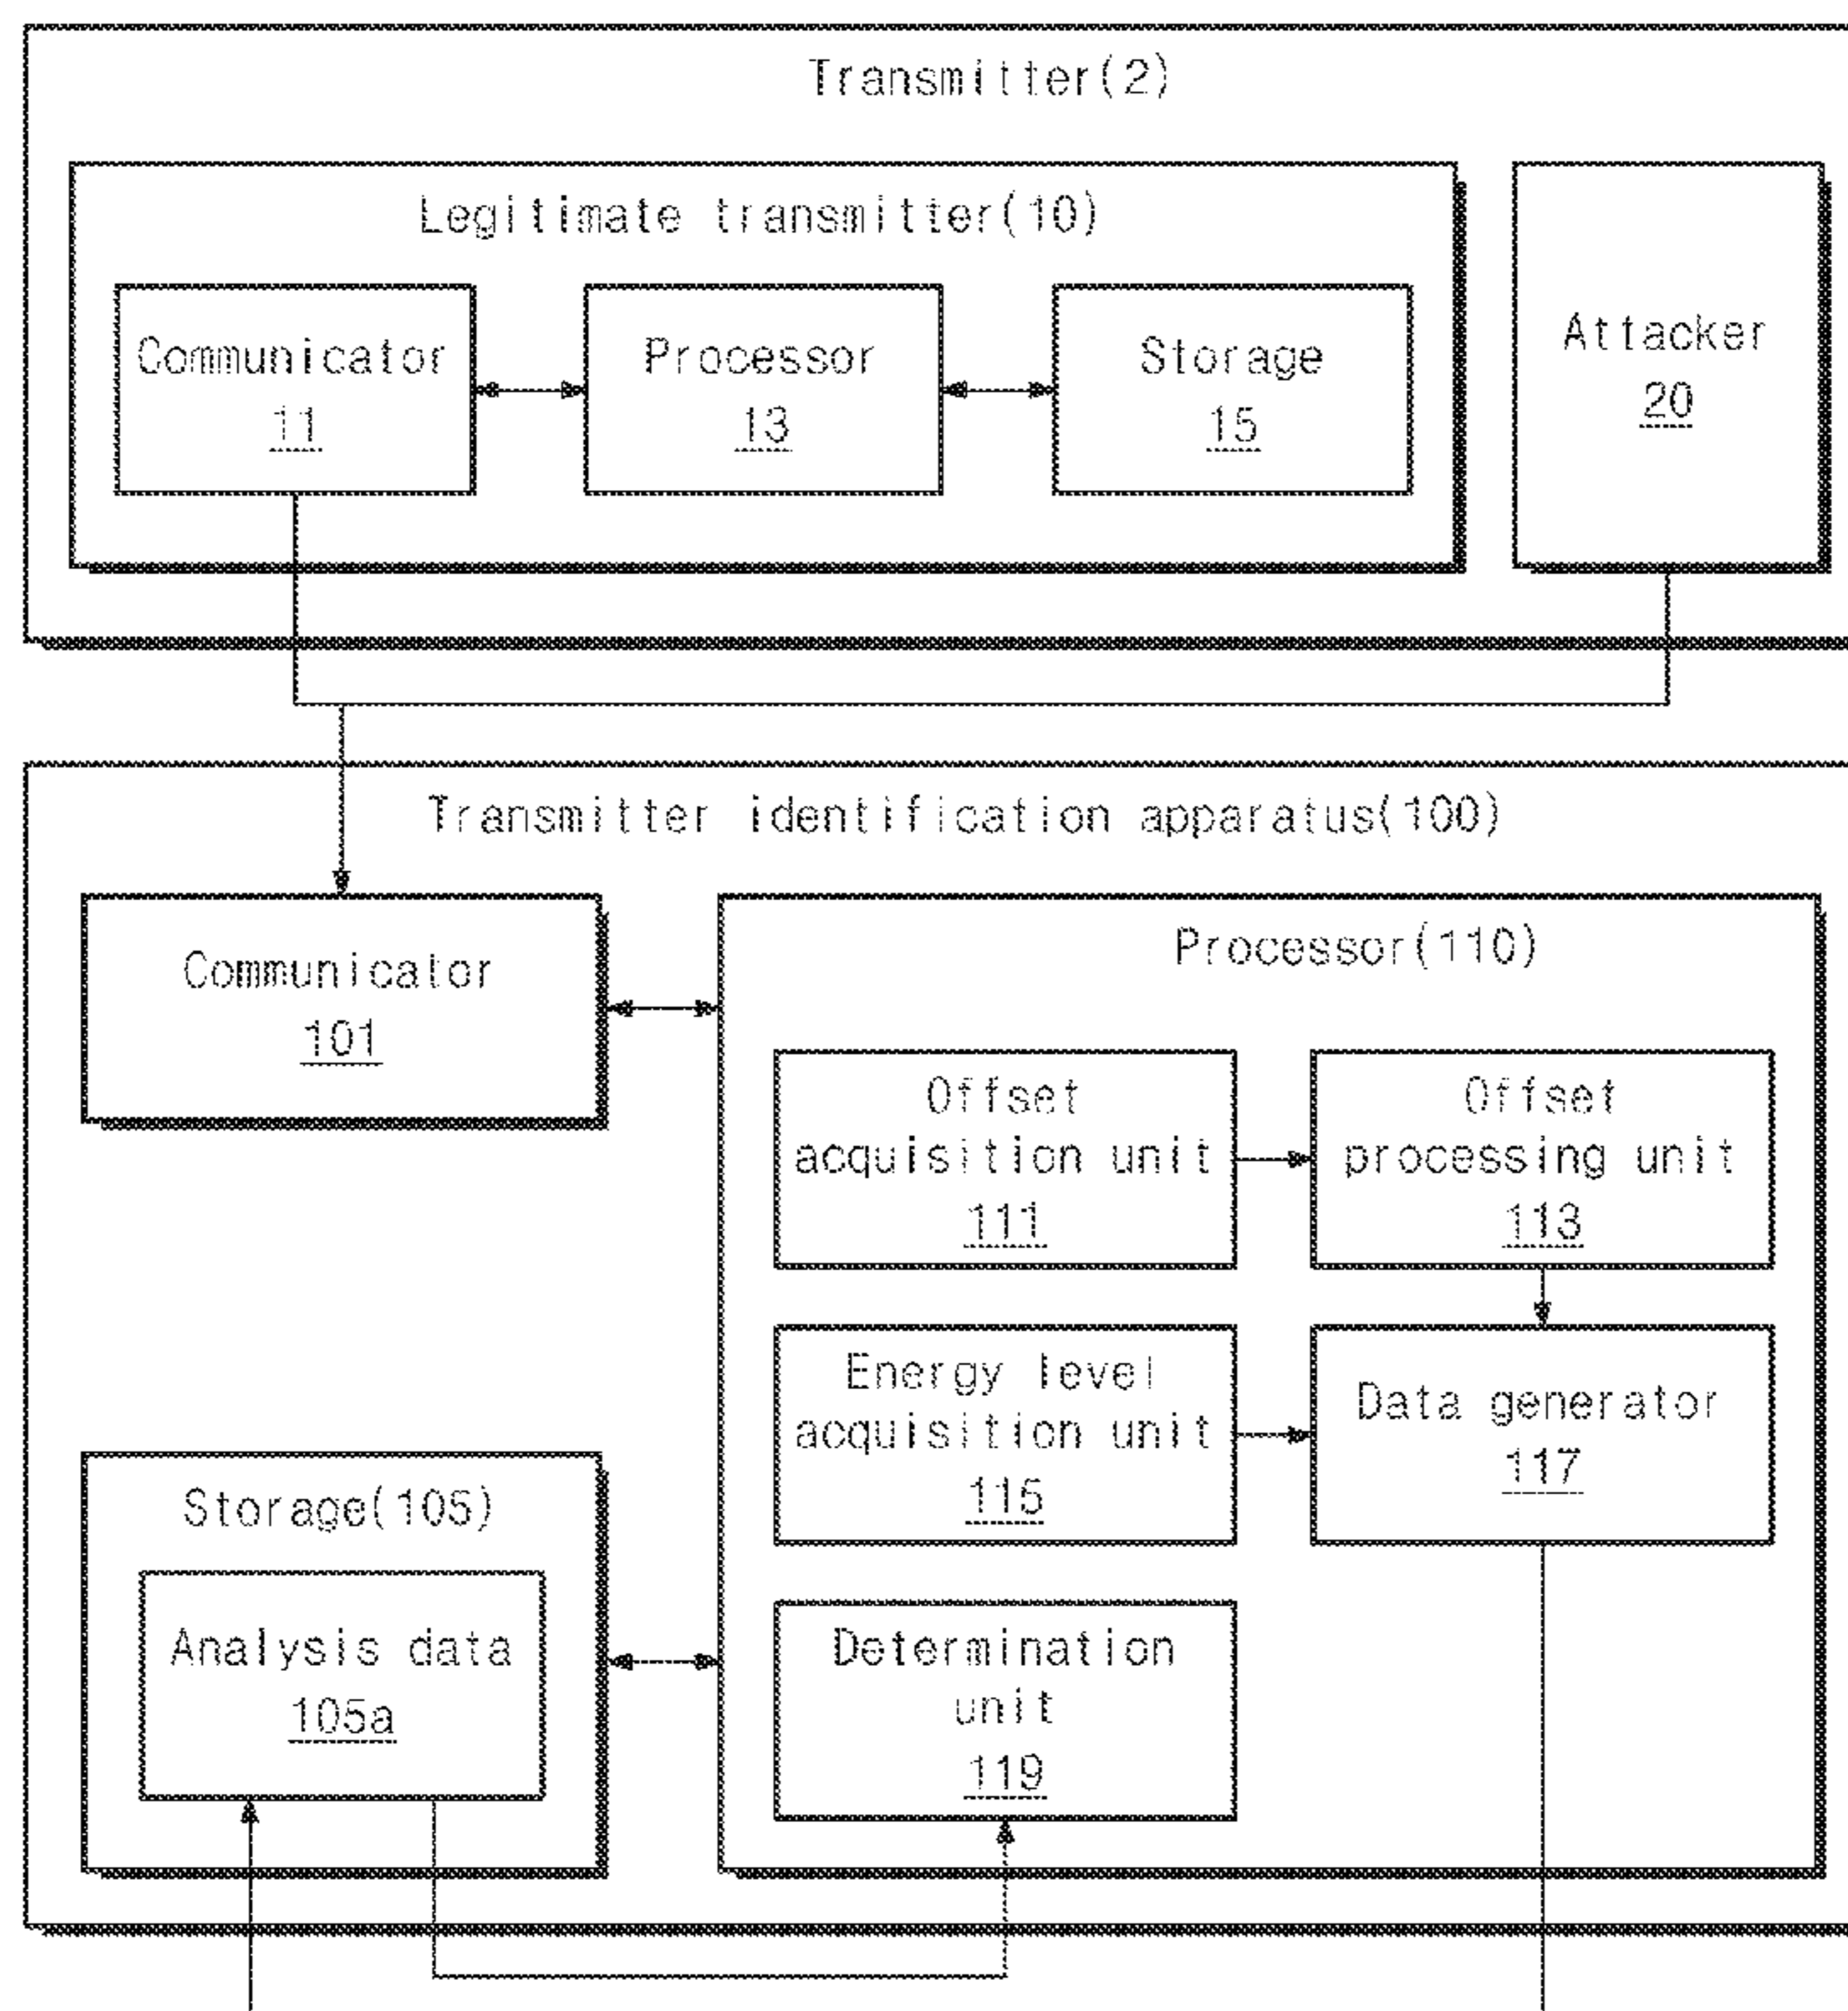 Transmitter(2)
Legitimate transmitter(10)
Communicator
11
Processor
13
Storage
15
Attacker
20
Transmitter identification apparatus(100)
Communicator
101
Processor(110)
Offset
acquisition unit
111
Offset
processing unit
113
Energy level
acquisition unit
115
Data generator
117
Storage(105)
Analysis data
105a
Determination
unit
119